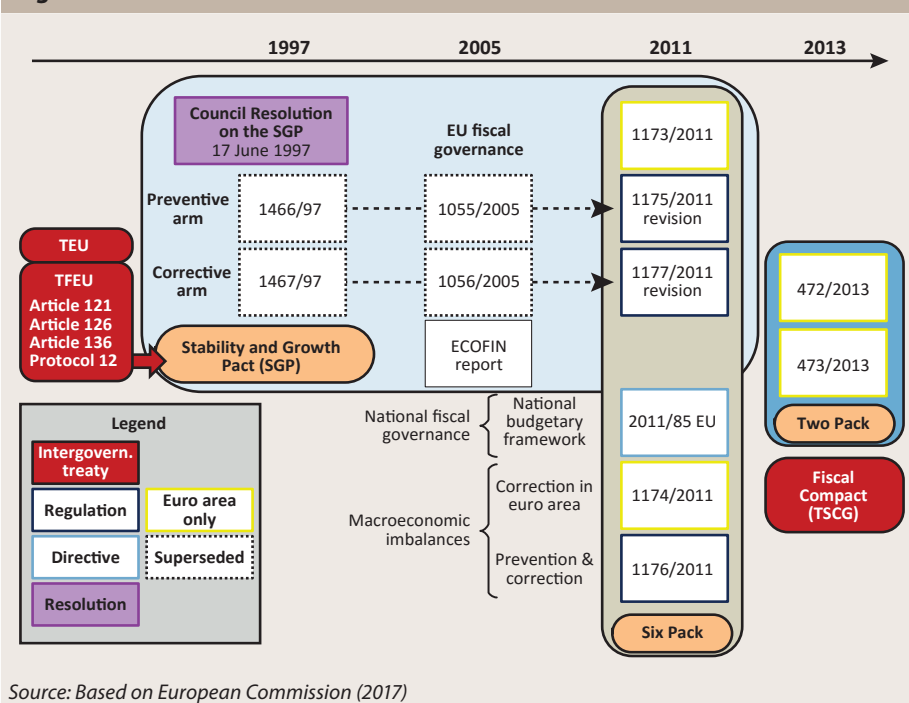 1997 2005 2011 2013
Council Resolution
on the SGP
17 June 1997
EU fiscal
governance
1173/2011
Preventive
arm
1466/97
1055/2005
1175/2011
revision
Corrective
arm
1467/97
1056/2005
1177/2011
revision
TEU
TFEU
Article 121
Article 126
Article 136
Protocol 12
Stability and Growth
Pact (SGP)
ECOFIN
report
472/2013
473/2013
Two Pack
National fiscal
governance
National
budgetary
framework
2011/85 EU
Macroeconomic
imbalances
Correction in
euro area
1174/2011
Prevention &
correction
1176/2011
Six Pack
Fiscal
Compact
(TSCG)
Legend
Intergovern.
treaty
Regulation
Euro area
only
Directive
Superseded
Resolution
Source: Based on European Commission (2017)